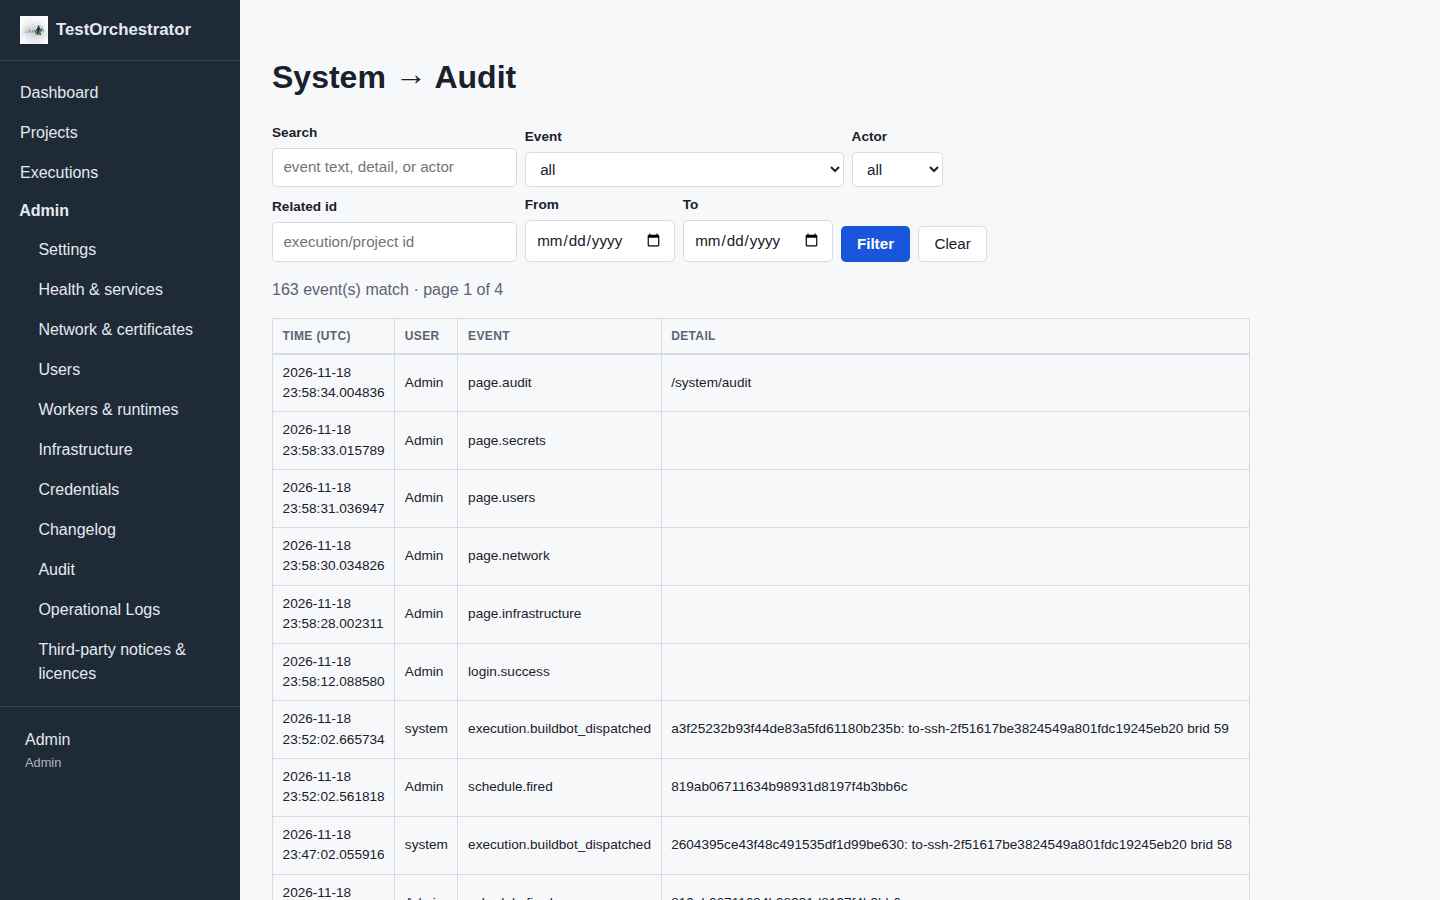 TestOrchestrator
Dashboard
Projects
Executions
Admin
Settings
Health & services
Network & certificates
Users
Workers & runtimes
Infrastructure
Credentials
Changelog
Audit
Operational Logs
Third-party notices &
licences
Admin
Admin
System → Audit
Search
Event
Actor
event text, detail, or actor
all
all
Related id
From
To
execution/project id
mm/dd/yyyy
mm/dd/yyyy
Filter
Clear
163 event(s) match · page 1 of 4
TIME (UTC) USER EVENT DETAIL
2026-11-18
23:58:34.004836 Admin page.audit /system/audit
2026-11-18
23:58:33.015789 Admin page.secrets
2026-11-18
23:58:31.036947 Admin page.users
2026-11-18
23:58:30.034826 Admin page.network
2026-11-18
23:58:28.002311 Admin page.infrastructure
2026-11-18
23:58:12.088580 Admin login.success
2026-11-18
23:52:02.665734 system execution.buildbot_dispatched a3f25232b93f44de83a5fd61180b235b: to-ssh-2f51617be3824549a801fdc19245eb20 brid 59
2026-11-18
23:52:02.561818 Admin schedule.fired 819ab06711634b98931d8197f4b3bb6c
2026-11-18
23:47:02.055916 system execution.buildbot_dispatched 2604395ce43f48c491535df1d99be630: to-ssh-2f51617be3824549a801fdc19245eb20 brid 58
2026-11-18